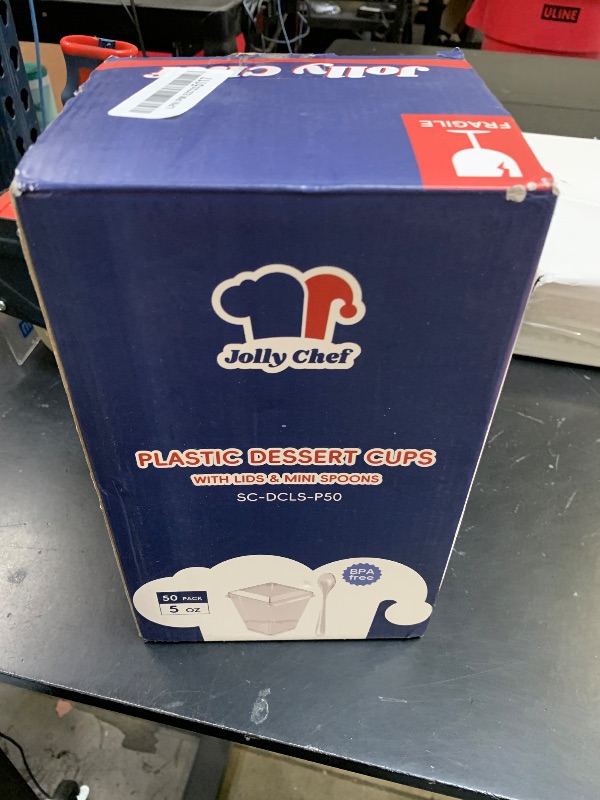 ULINE
Jolly Chef
FRAGILE
Jolly Chef
PLASTIC DESSERT CUPS
WITH LIDS & MINI SPOONS
SC-DCLS-P50
50 PACK
5 OZ
BPA
free